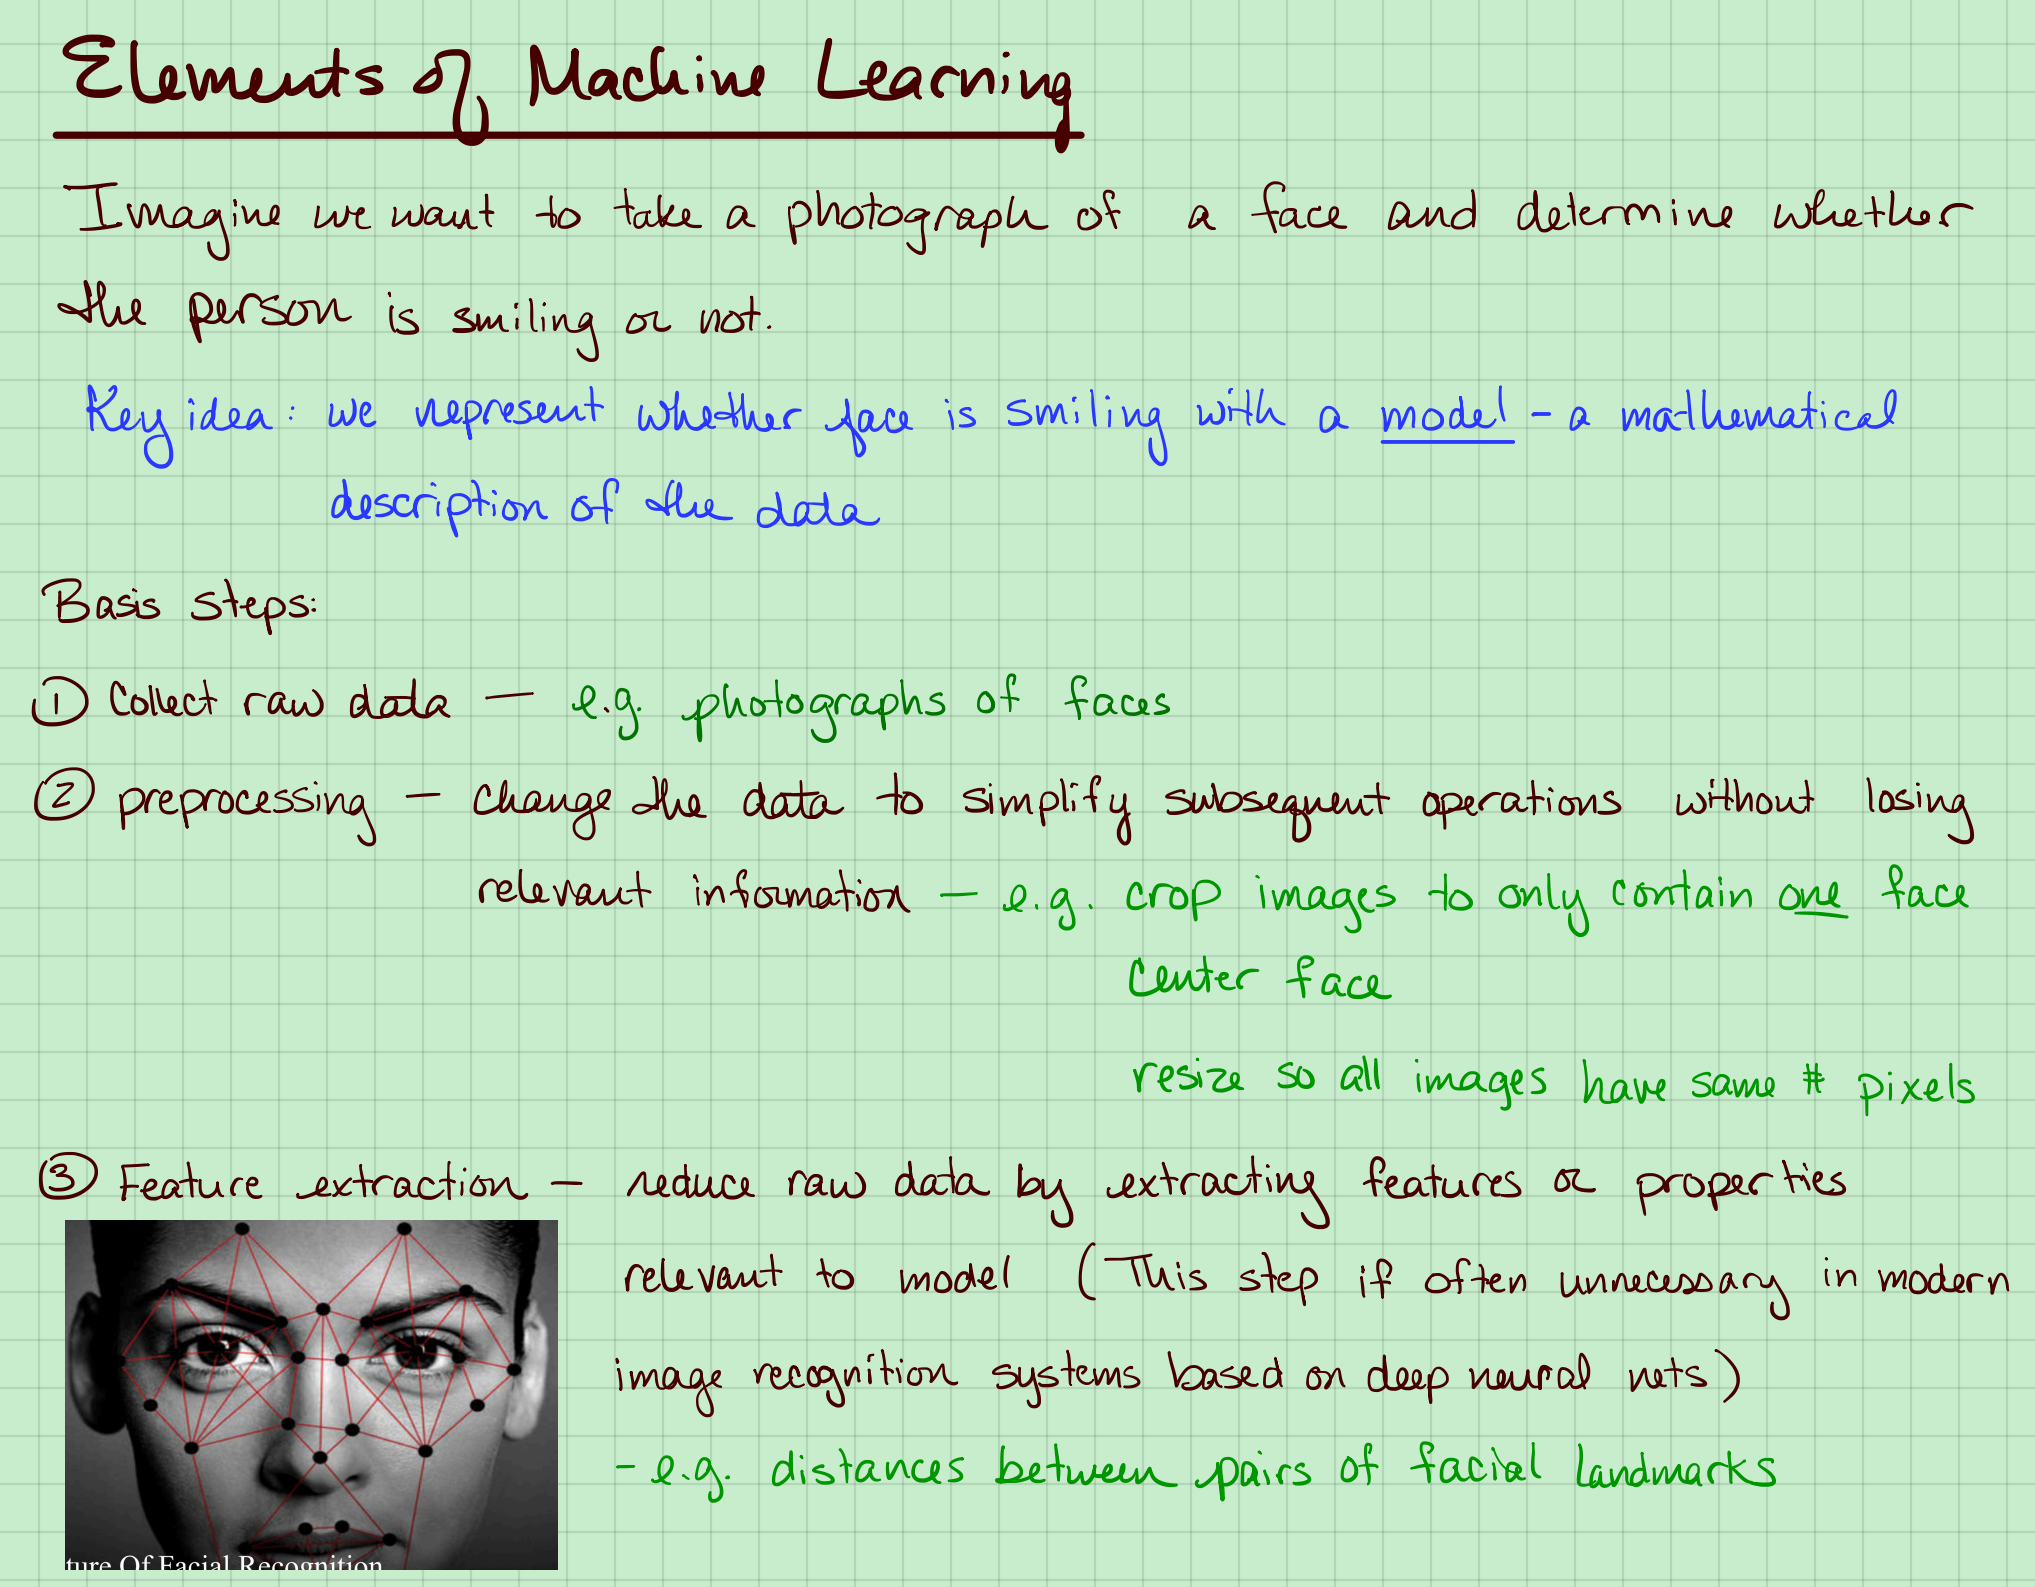 Elements of Machine Learning
Imagine we want to take a photograph of a face and determine whether
the person is smiling or not.
Key idea: we represent whether face is smiling with a model - a mathematical
description of the data
Basis steps:
① Collect raw data — e.g. photographs of faces
② preprocessing — change the data to simplify subsequent operations without losing
relevant information — e.g. crop images to only contain one face
center face
resize so all images have same # pixels
③ Feature extraction — reduce raw data by extracting features or properties
relevant to model (This step if often unnecessary in modern
image recognition systems based on deep neural nets)
- e.g. distances between pairs of facial landmarks
ture Of Facial Recognition